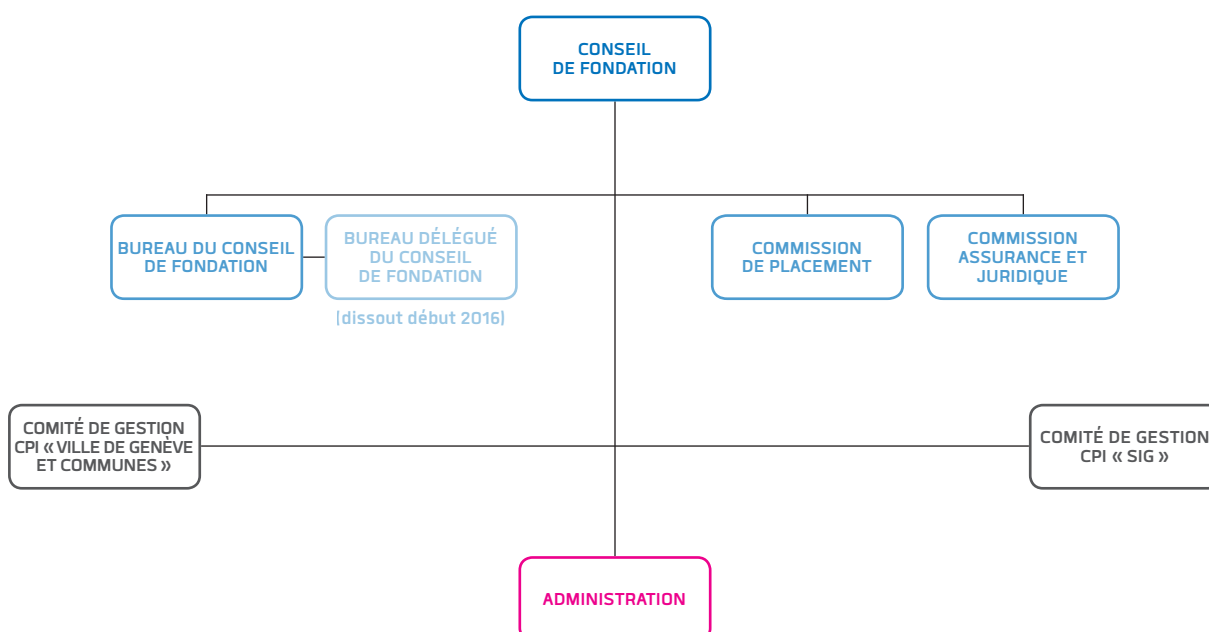 CONSEIL
DE FONDATION
BUREAU DU CONSEIL
DE FONDATION
BUREAU DÉLÉGUÉ
DU CONSEIL
DE FONDATION
(dissout début 2016)
COMMISSION
DE PLACEMENT
COMMISSION
ASSURANCE ET
JURIDIQUE
COMITÉ DE GESTION
CPI « VILLE DE GENÈVE
ET COMMUNES »
COMITÉ DE GESTION
CPI « SIG »
ADMINISTRATION